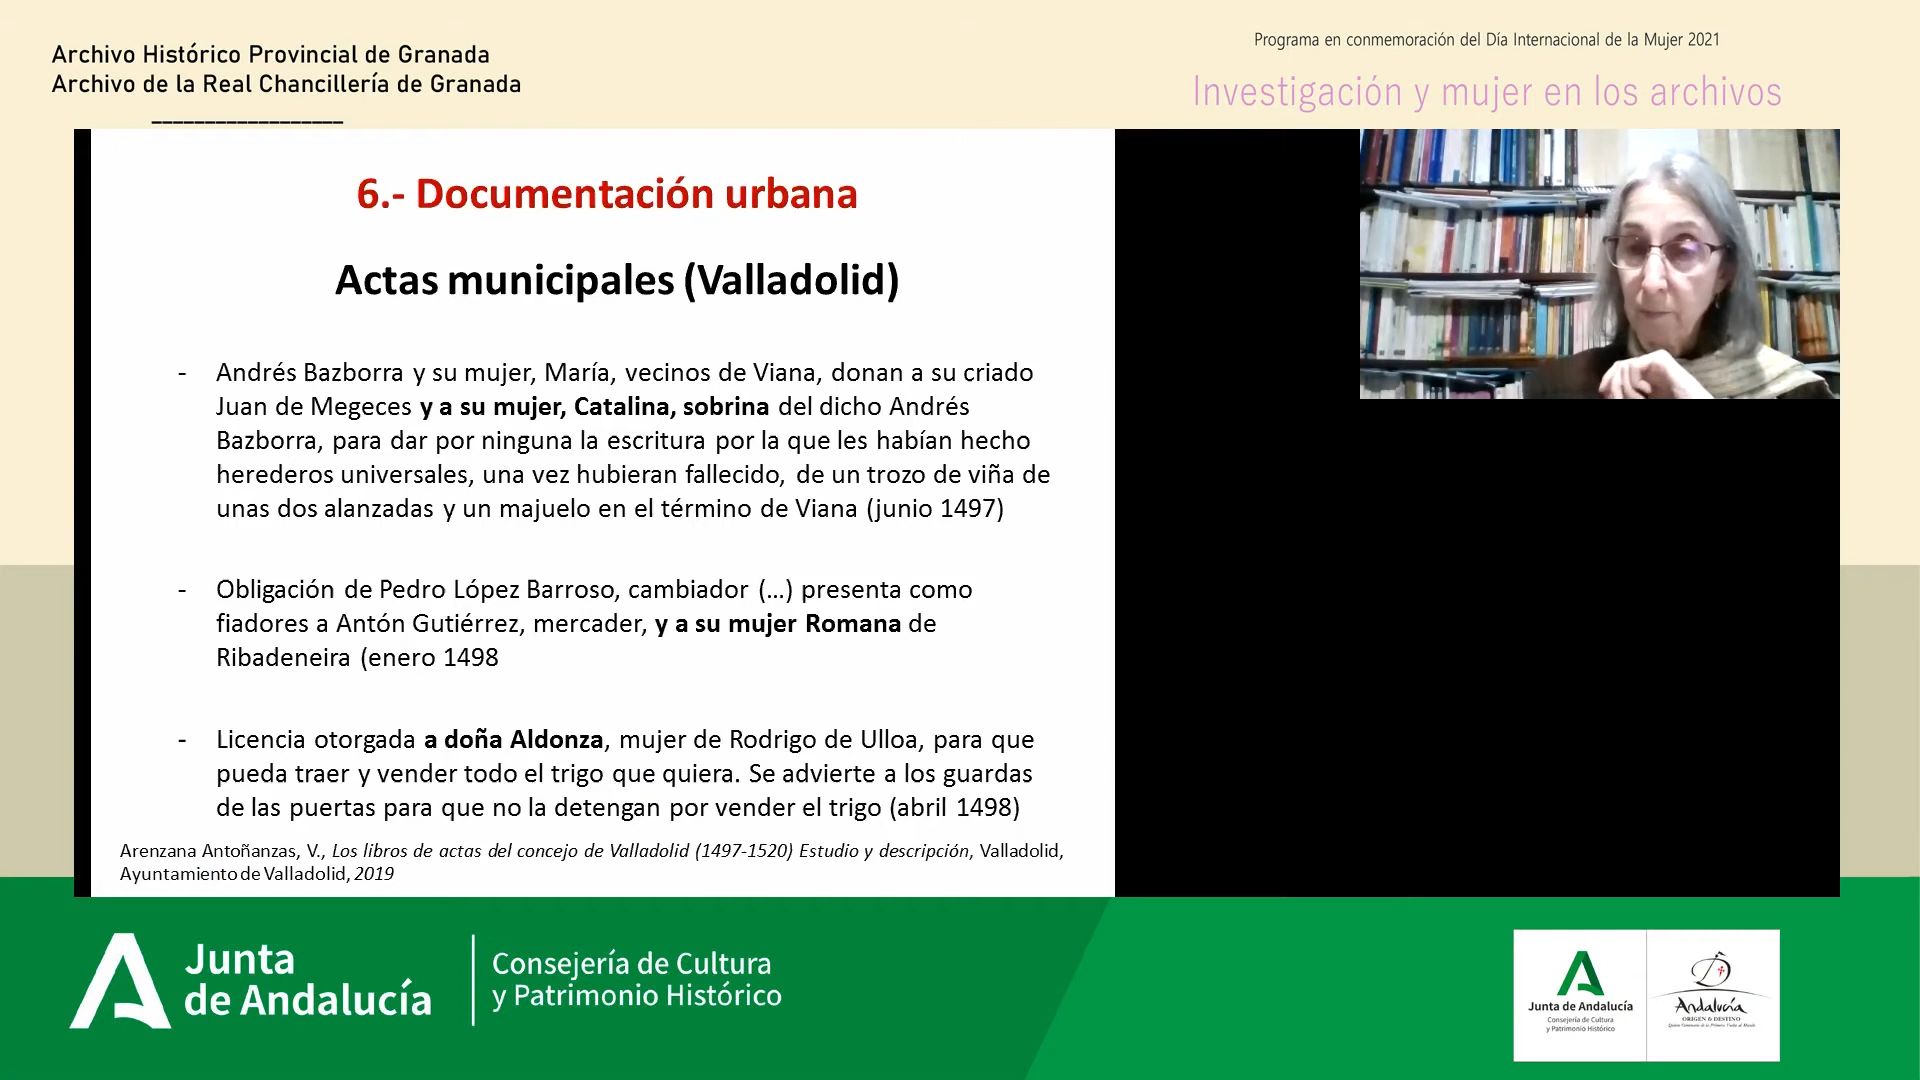 Archivo Histórico Provincial de Granada
Archivo de la Real Chancillería de Granada
__________________
Programa en conmemoración del Día Internacional de la Mujer 2021
Investigación y mujer en los archivos
6.- Documentación urbana
Actas municipales (Valladolid)
- Andrés Bazborra y su mujer, María, vecinos de Viana, donan a su criado
Juan de Megeces y a su mujer, Catalina, sobrina del dicho Andrés
Bazborra, para dar por ninguna la escritura por la que les habían hecho
herederos universales, una vez hubieran fallecido, de un trozo de viña de
unas dos alanzadas y un majuelo en el término de Viana (junio 1497)
- Obligación de Pedro López Barroso, cambiador (...) presenta como
fiadores a Antón Gutiérrez, mercader, y a su mujer Romana de
Ribadeneira (enero 1498
- Licencia otorgada a doña Aldonza, mujer de Rodrigo de Ulloa, para que
pueda traer y vender todo el trigo que quiera. Se advierte a los guardas
de las puertas para que no la detengan por vender el trigo (abril 1498)
Arenzana Antoñanzas, V., Los libros de actas del concejo de Valladolid (1497-1520) Estudio y descripción, Valladolid,
Ayuntamiento de Valladolid, 2019
Junta
de Andalucía
Consejería de Cultura
y Patrimonio Histórico
Junta de Andalucía
Consejería de Cultura
y Patrimonio Histórico
Andalucía
ORIGEN & DESTINO